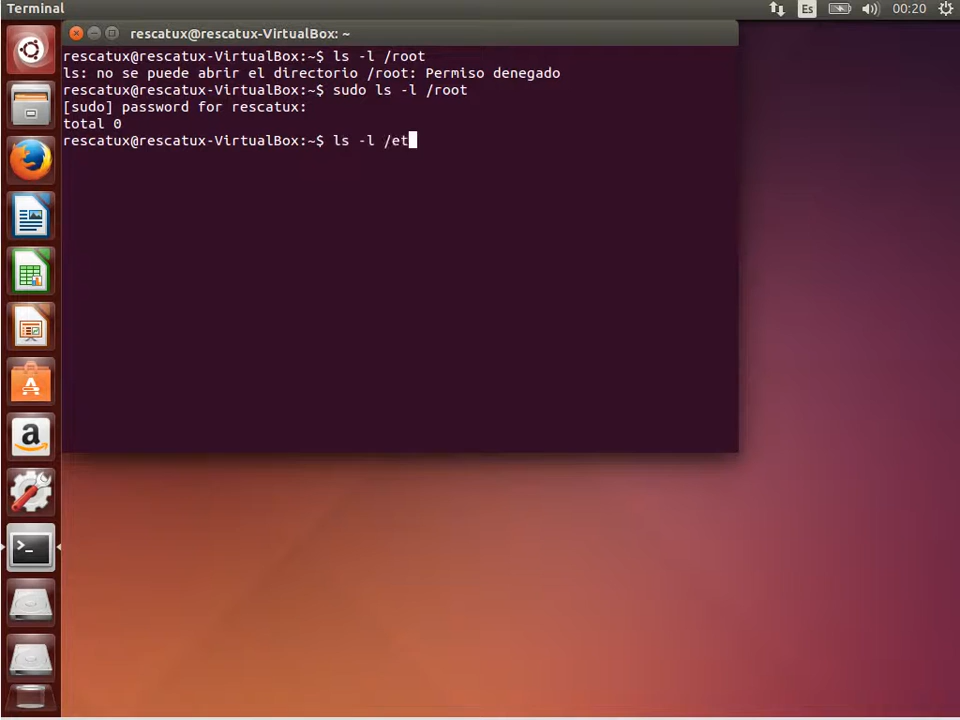 Terminal
Es
00:20
rescatux@rescatux-VirtualBox: ~
rescatux@rescatux-VirtualBox:~$ ls -l /root
ls: no se puede abrir el directorio /root: Permiso denegado
rescatux@rescatux-VirtualBox:~$ sudo ls -l /root
[sudo] password for rescatux:
total 0
rescatux@rescatux-VirtualBox:~$ ls -l /et